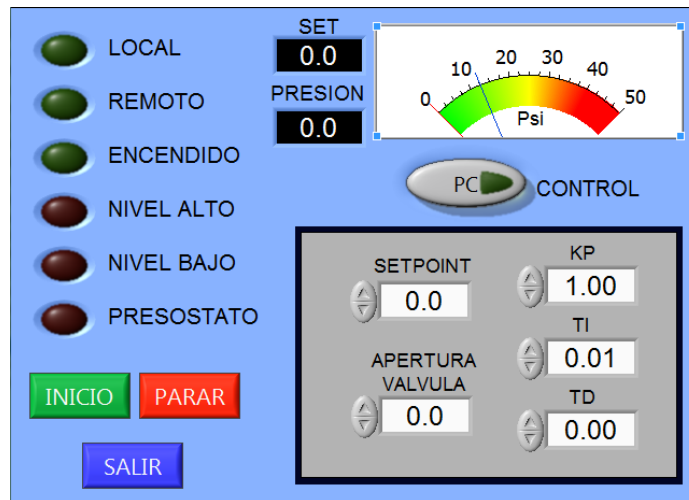 LOCAL
REMOTO
ENCENDIDO
NIVEL ALTO
NIVEL BAJO
PRESOSTATO
INICIO
PARAR
SALIR
SET
0.0
PRESION
0.0
0
10
20
30
40
50
Psi
PC
CONTROL
SETPOINT
0.0
APERTURA
VALVULA
0.0
KP
1.00
TI
0.01
TD
0.00